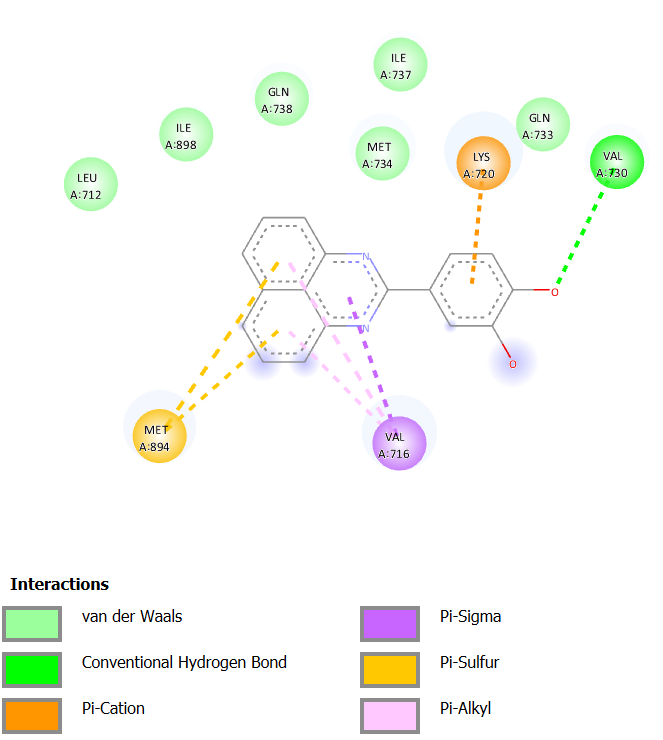 ILE
A:737
GLN
A:738
GLN
A:733
ILE
A:898
MET
A:734
LYS
A:720
VAL
A:730
LEU
A:712
N
N
O
O
MET
A:894
VAL
A:716
Interactions
van der Waals
Conventional Hydrogen Bond
Pi-Cation
Pi-Sigma
Pi-Sulfur
Pi-Alkyl